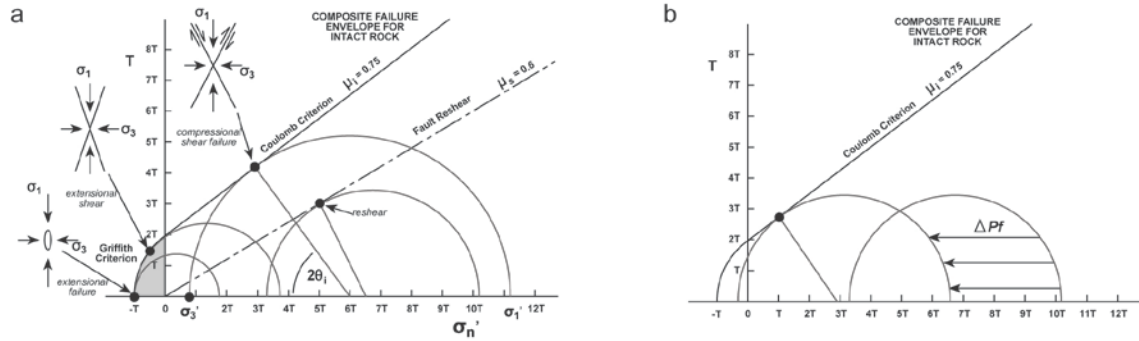 a
COMPOSITE FAILURE
ENVELOPE FOR
INTACT ROCK
T
8T
7T
6T
5T
4T
3T
2T
T
σ1
σ3
compressional
shear failure
σ1
σ3
extensional
shear
σ1
σ3
extensional
failure
Griffith
Criterion
Coulomb Criterion
μi = 0.75
Fault Reshear
μs = 0.6
reshear
2θi
-T 0 σ3' 2T 3T 4T 5T 6T 7T 8T 9T 10T σ1' 12T
σn'
b
COMPOSITE FAILURE
ENVELOPE FOR
INTACT ROCK
T
8T
7T
6T
5T
4T
3T
2T
T
μi = 0.75
Coulomb Criterion
ΔPf
-T 0 T 2T 3T 4T 5T 6T 7T 8T 9T 10T 11T 12T